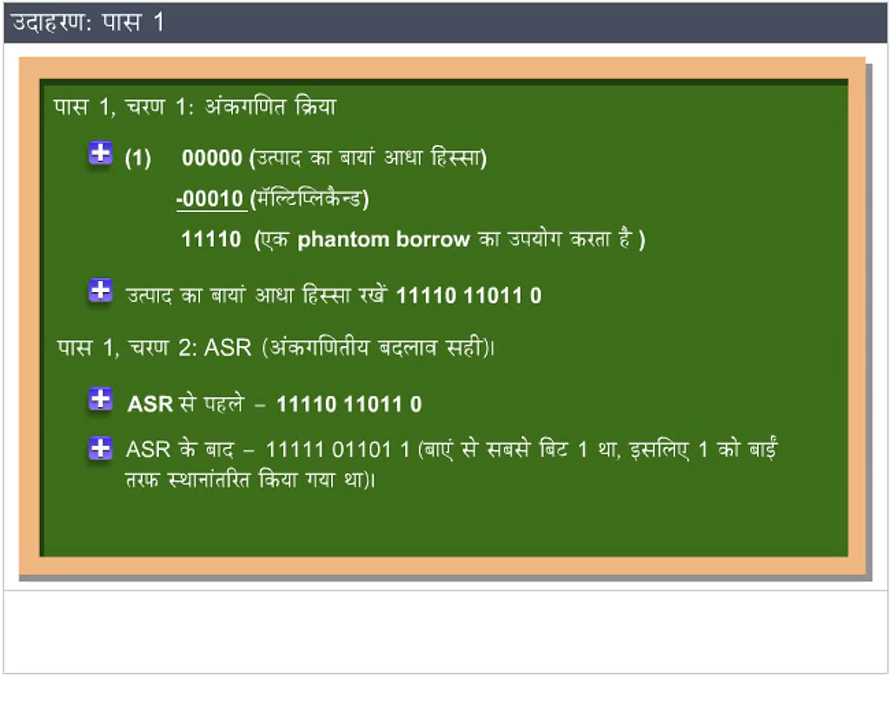 उदाहरण: पास 1
पास 1, चरण 1: अंकगणित क्रिया
(1) 00000 (उत्पाद का बायां आधा हिस्सा)
-00010 (मॅल्टिप्लिकैन्ड)
11110 (एक phantom borrow का उपयोग करता है )
उत्पाद का बायां आधा हिस्सा रखें 11110 11011 0
पास 1, चरण 2: ASR (अंकगणितीय बदलाव सही)।
ASR से पहले – 11110 11011 0
ASR के बाद – 11111 01101 1 (बाएं से सबसे बिट 1 था, इसलिए 1 को बाईं
तरफ स्थानांतरित किया गया था)।